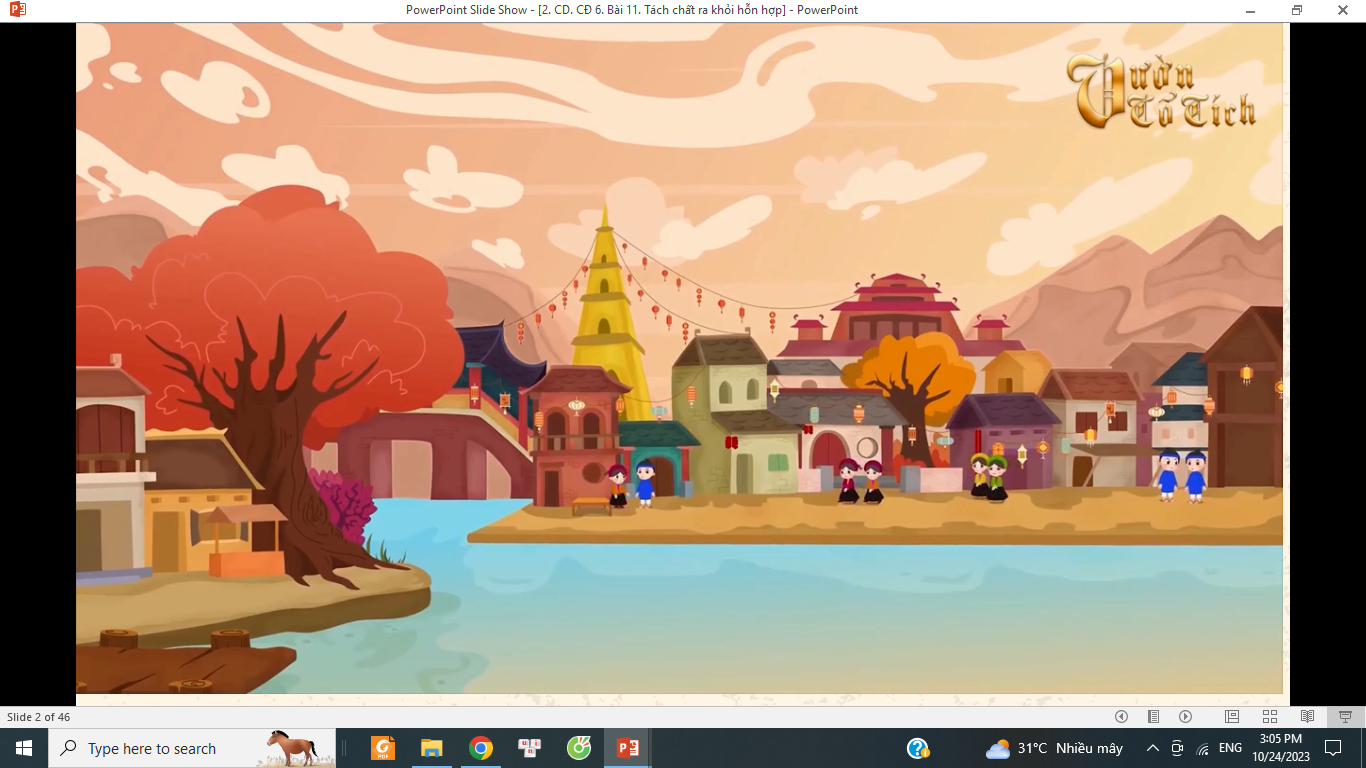 PowerPoint Slide Show - [2. CD. CĐ 6. Bài 11. Tách chất ra khỏi hỗn hợp] - PowerPoint
Vườn
Cổ Tích
Slide 2 of 46
Type here to search
31°C Nhiều mây
ENG
3:05 PM
10/24/2023